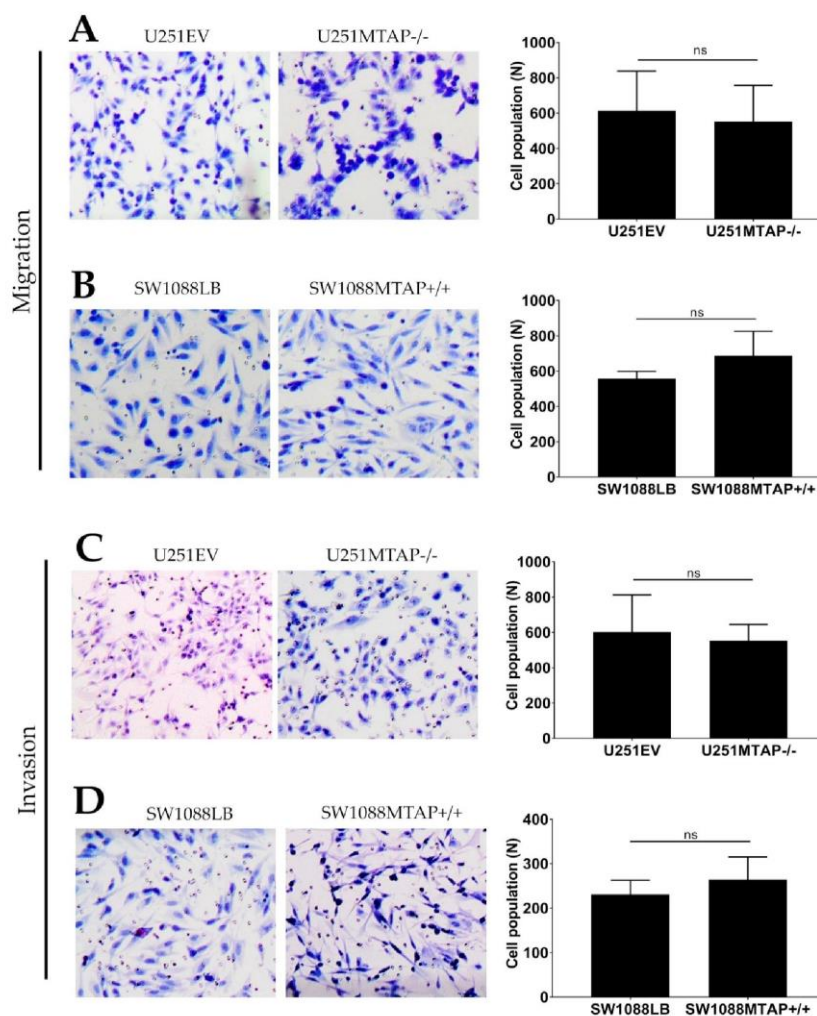 A
U251EV
U251MTAP-/-
Migration
1000
800
600
400
200
0
Cell population (N)
ns
U251EV
U251MTAP-/-
B
SW1088LB
SW1088MTAP+/+
1000
800
600
400
200
0
Cell population (N)
ns
SW1088LB
SW1088MTAP+/+
C
U251EV
U251MTAP-/-
Invasion
1000
800
600
400
200
0
Cell population (N)
ns
U251EV
U251MTAP-/-
D
SW1088LB
SW1088MTAP+/+
400
300
200
100
0
Cell population (N)
ns
SW1088LB
SW1088MTAP+/+